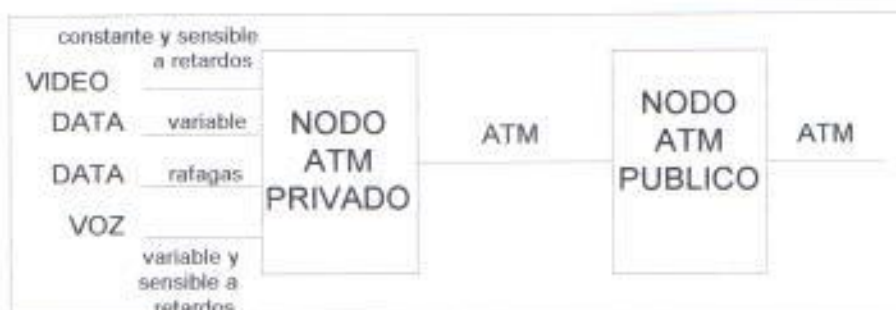 constante y sensible
a retardos
VIDEO
DATA
variable
DATA
rafagas
VOZ
variable y
sensible a
retardos
NODO
ATM
PRIVADO
ATM
NODO
ATM
PUBLICO
ATM